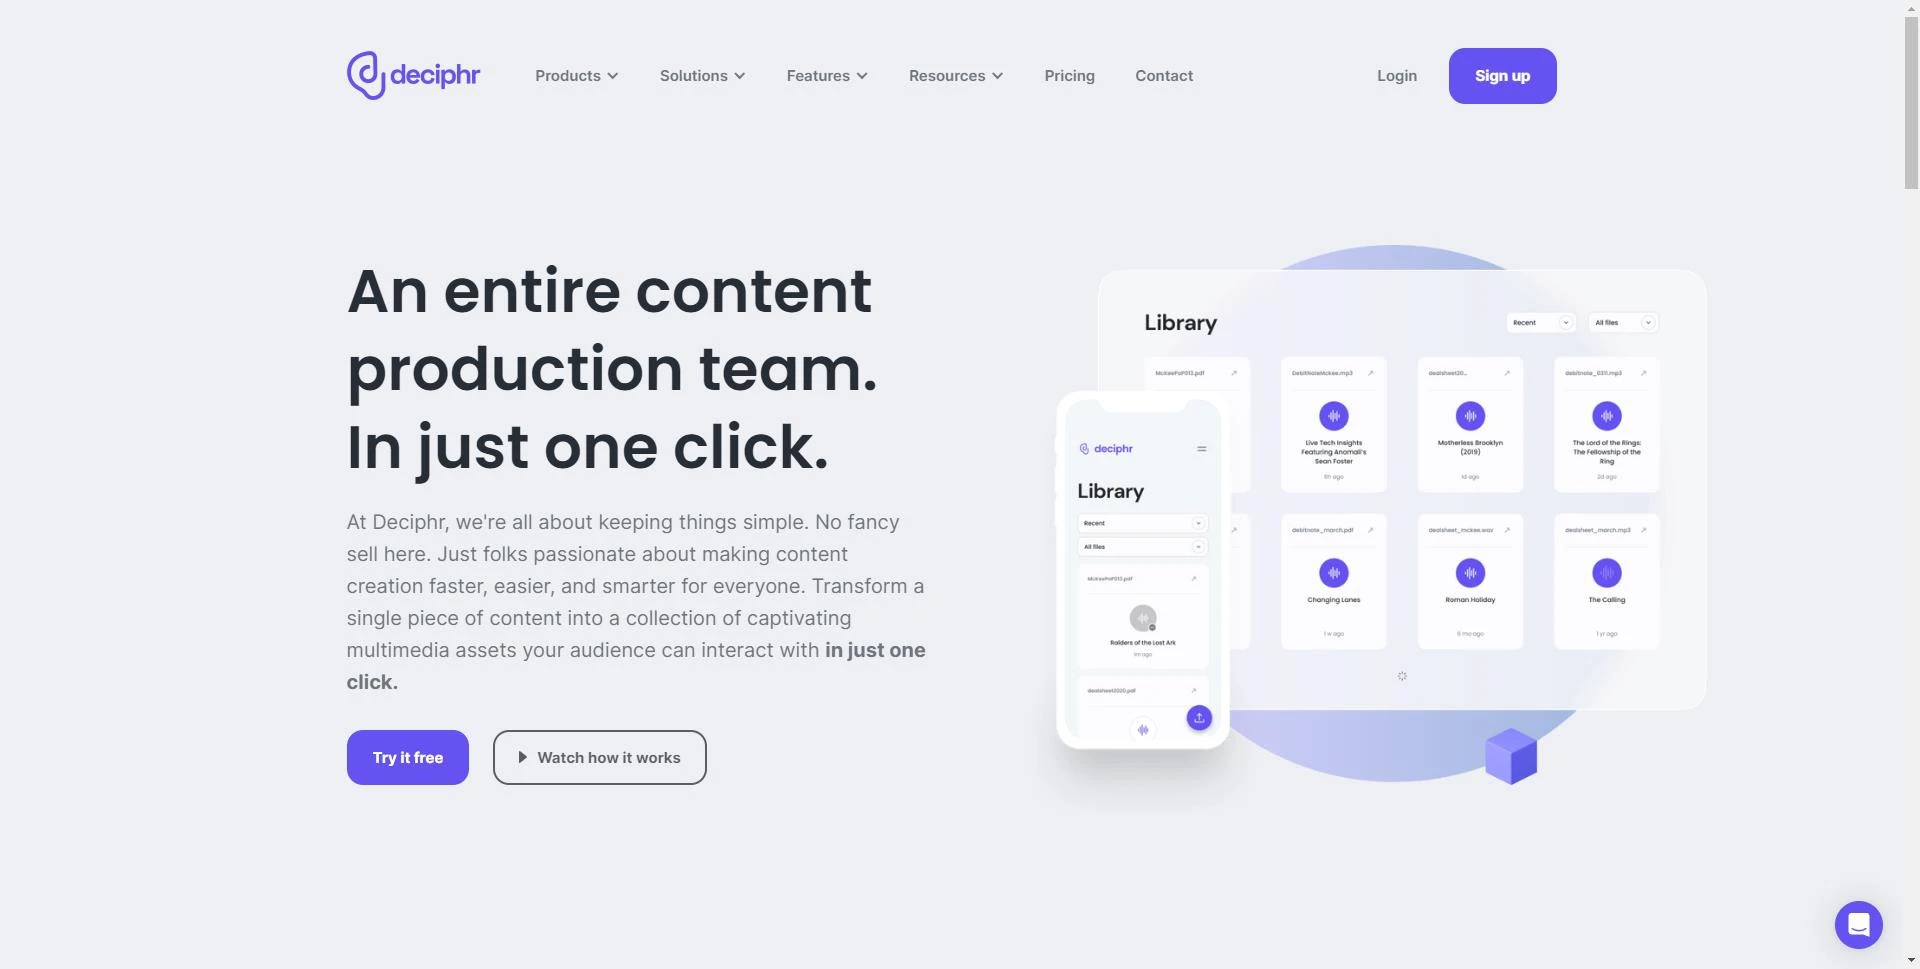 deciphr
Products
Solutions
Features
Resources
Pricing
Contact
Login
Sign up
An entire content
production team.
In just one click.
At Deciphr, we're all about keeping things simple. No fancy
sell here. Just folks passionate about making content
creation faster, easier, and smarter for everyone. Transform a
single piece of content into a collection of captivating
multimedia assets your audience can interact with in just one
click.
Try it free
Watch how it works
Library
Recent
All files
McKeePaP013.pdf
DebitNoteMckee.mp3
dealsheet20...
debitnote_0311.mp3
Live Tech Insights
Featuring Anomali's
Sean Foster
6h ago
Motherless Brooklyn
(2019)
1d ago
The Lord of the Rings:
The Fellowship of the
Ring
2d ago
debitnote_march.pdf
dealsheet_mckee.wav
dealsheet_march.mp3
Changing Lanes
1 w ago
Roman Holiday
6 mo ago
The Calling
1 yr ago
deciphr
Library
Recent
All files
McKeePaP013.pdf
Raiders of the Lost Ark
1m ago
dealsheet2020.pdf